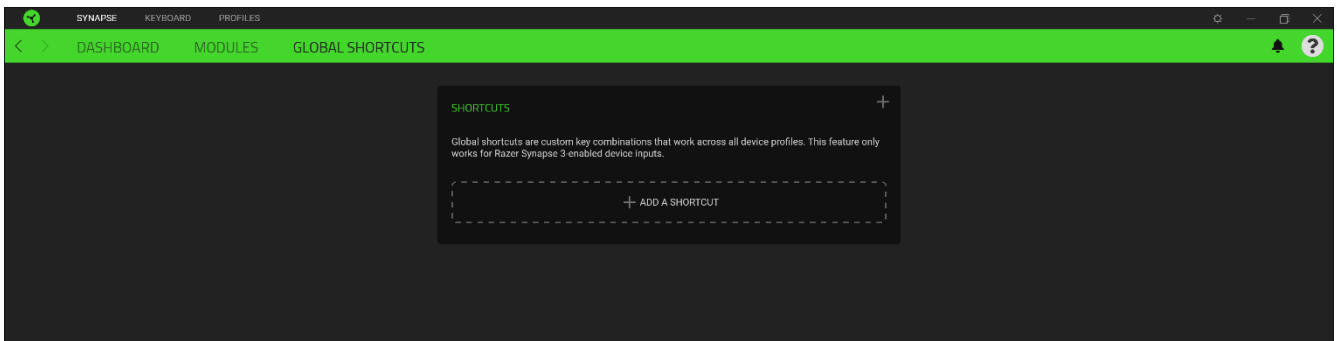 SYNAPSE KEYBOARD PROFILES
DASHBOARD MODULES GLOBAL SHORTCUTS
?
SHORTCUTS
Global shortcuts are custom key combinations that work across all device profiles. This feature only
works for Razer Synapse 3-enabled device inputs.
ADD A SHORTCUT